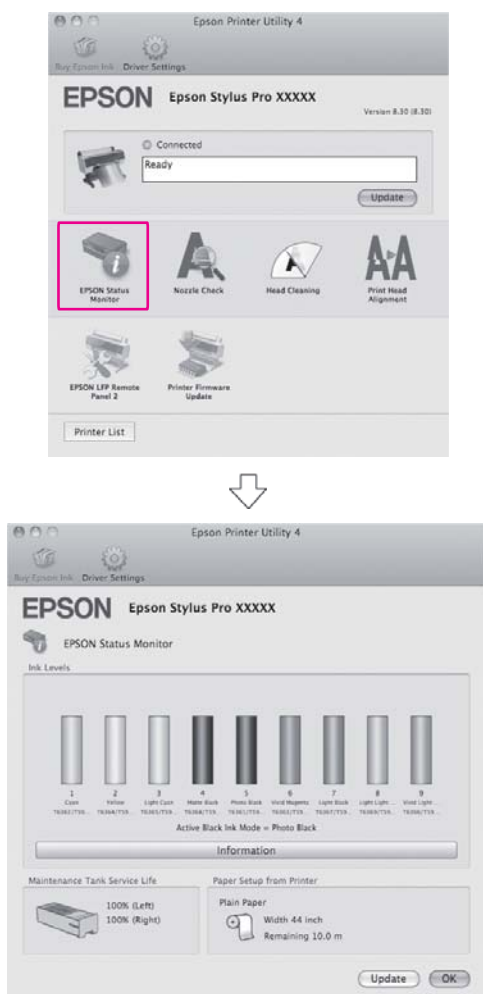 Epson Printer Utility 4
Buy Epson Ink Driver Settings
EPSON Epson Stylus Pro XXXXX
Version 8.30 (8.30)
Connected
Ready
Update
EPSON Status
Monitor
Nozzle Check
Head Cleaning
Print Head
Alignment
EPSON LFP Remote
Panel 2
Printer Firmware
Update
Printer List
Epson Printer Utility 4
Buy Epson Ink Driver Settings
EPSON Epson Stylus Pro XXXXX
EPSON Status Monitor
Ink Levels
1 2 3 4 5 6 7 8 9
Cyan Yellow Light Cyan Matte Black Photo Black Vivid Magenta Light Black Light Light ... Vivid Light ...
Active Black Ink Mode = Photo Black
Information
Maintenance Tank Service Life
100% (Left)
100% (Right)
Paper Setup from Printer
Plain Paper
Width 44 inch
Remaining 10.0 m
Update OK